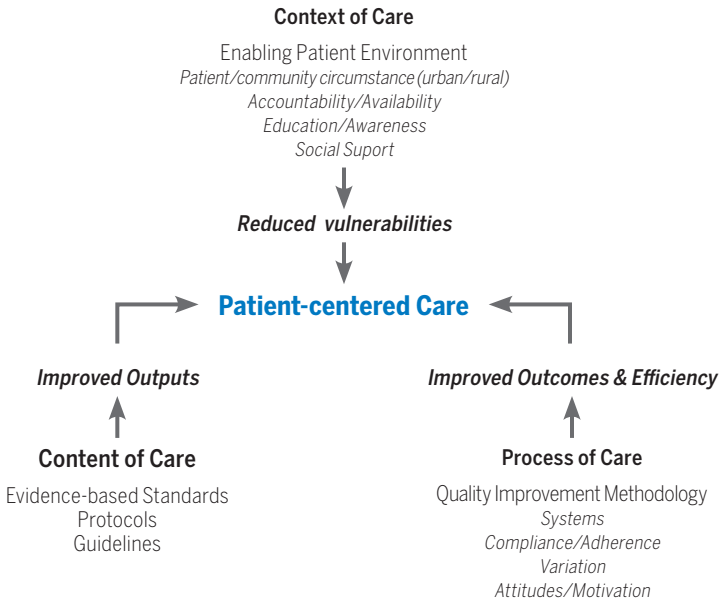 Context of Care
Enabling Patient Environment
Patient/community circumstance (urban/rural)
Accountability/Availability
Education/Awareness
Social Suport
Reduced vulnerabilities
Patient-centered Care
Improved Outputs
Content of Care
Evidence-based Standards
Protocols
Guidelines
Improved Outcomes & Efficiency
Process of Care
Quality Improvement Methodology
Systems
Compliance/Adherence
Variation
Attitudes/Motivation